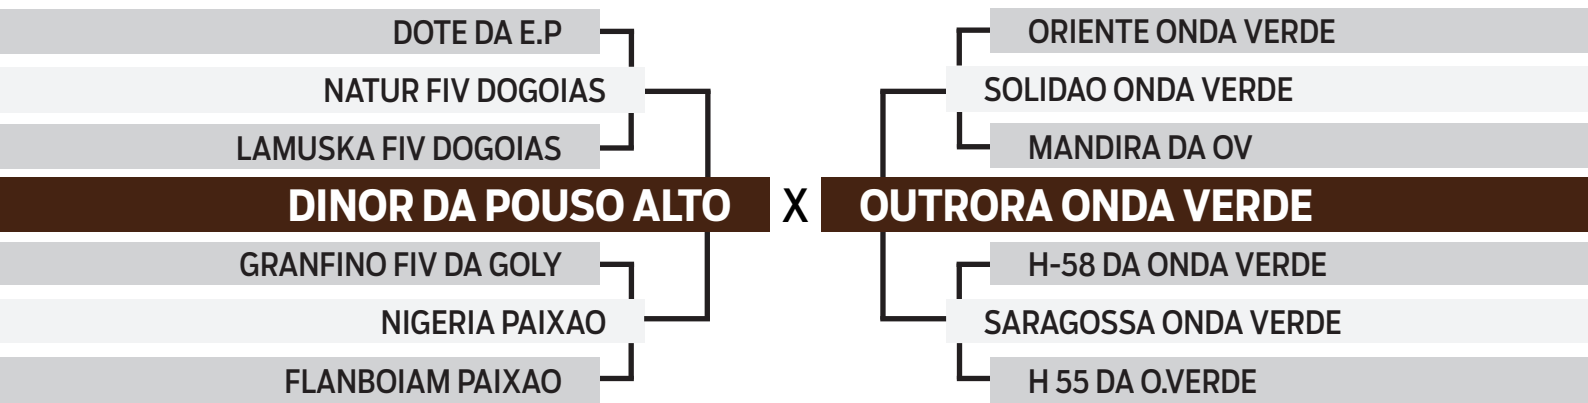 DOTE DA E.P
NATUR FIV DOGOIAS
LAMUSKA FIV DOGOIAS
DINOR DA POUSO ALTO
GRANFINO FIV DA GOLY
NIGERIA PAIXAO
FLANBOIAM PAIXAO
X
ORIENTE ONDA VERDE
SOLIDAO ONDA VERDE
MANDIRA DA OV
OUTRORA ONDA VERDE
H-58 DA ONDA VERDE
SARAGOSSA ONDA VERDE
H 55 DA O.VERDE